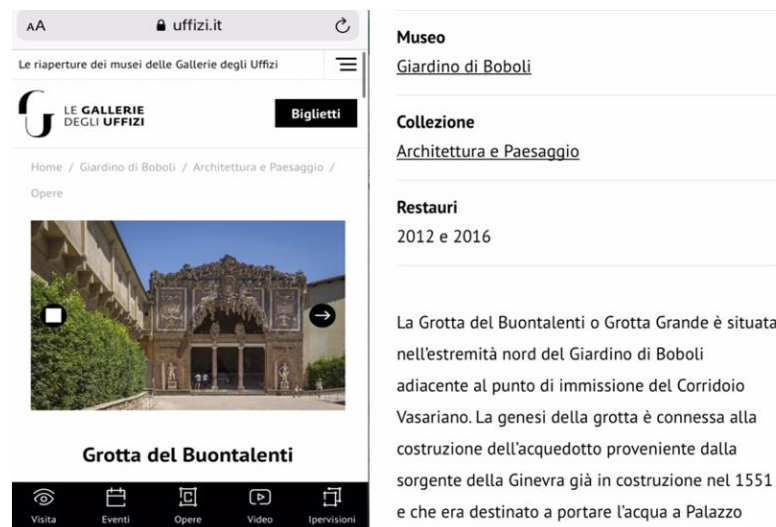 AA
uffizi.it
Le riaperture dei musei delle Gallerie degli Uffizi
LE GALLERIE
DEGLI UFFIZI
Biglietti
Home / Giardino di Boboli / Architettura e Paesaggio /
Opere
Grotta del Buontalenti
Visita Eventi Opere Video Ipervisioni
Museo
Giardino di Boboli
Collezione
Architettura e Paesaggio
Restauri
2012 e 2016
La Grotta del Buontalenti o Grotta Grande è situata
nell'estremità nord del Giardino di Boboli
adiacente al punto di immissione del Corridoio
Vasariano. La genesi della grotta è connessa alla
costruzione dell'acquedotto proveniente dalla
sorgente della Ginevra già in costruzione nel 1551
e che era destinato a portare l'acqua a Palazzo